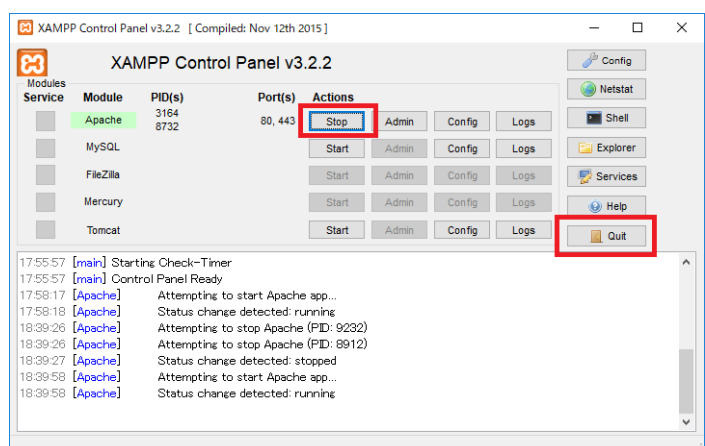 XAMPP Control Panel v3.2.2 [ Compiled: Nov 12th 2015 ]
XAMPP Control Panel v3.2.2
Config
Modules
Service Module PID(s) Port(s) Actions
Netstat
Apache 3164 80, 443 Stop Admin Config Logs
8732
Shell
MySQL Start Admin Config Logs
Explorer
FileZilla Start Admin Config Logs
Services
Mercury Start Admin Config Logs
Help
Tomcat Start Admin Config Logs
Quit
17:55:57 [main] Starting Check-Timer
17:55:57 [main] Control Panel Ready
17:58:17 [Apache] Attempting to start Apache app...
17:58:18 [Apache] Status change detected: running
18:39:26 [Apache] Attempting to stop Apache (PID: 9232)
18:39:26 [Apache] Attempting to stop Apache (PID: 8912)
18:39:27 [Apache] Status change detected: stopped
18:39:58 [Apache] Attempting to start Apache app...
18:39:58 [Apache] Status change detected: running